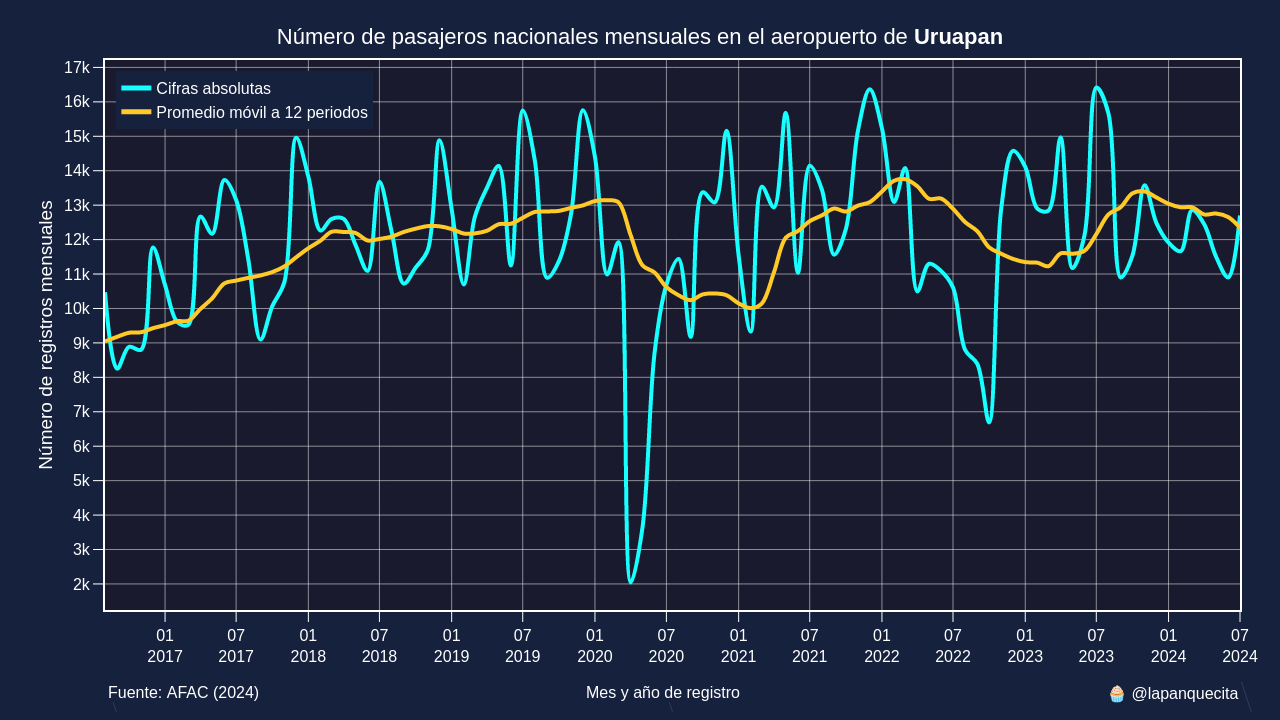 Número de pasajeros nacionales mensuales en el aeropuerto de Uruapan
Cifras absolutas
Promedio móvil a 12 periodos
Número de registros mensuales
17k
16k
15k
14k
13k
12k
11k
10k
9k
8k
7k
6k
5k
4k
3k
2k
01 07 01 07 01 07 01 07 01 07 01 07 01 07 01 07
2017 2017 2018 2018 2019 2019 2020 2020 2021 2021 2022 2022 2023 2023 2024 2024
Fuente: AFAC (2024)
Mes y año de registro
🧁 @lapanquecita